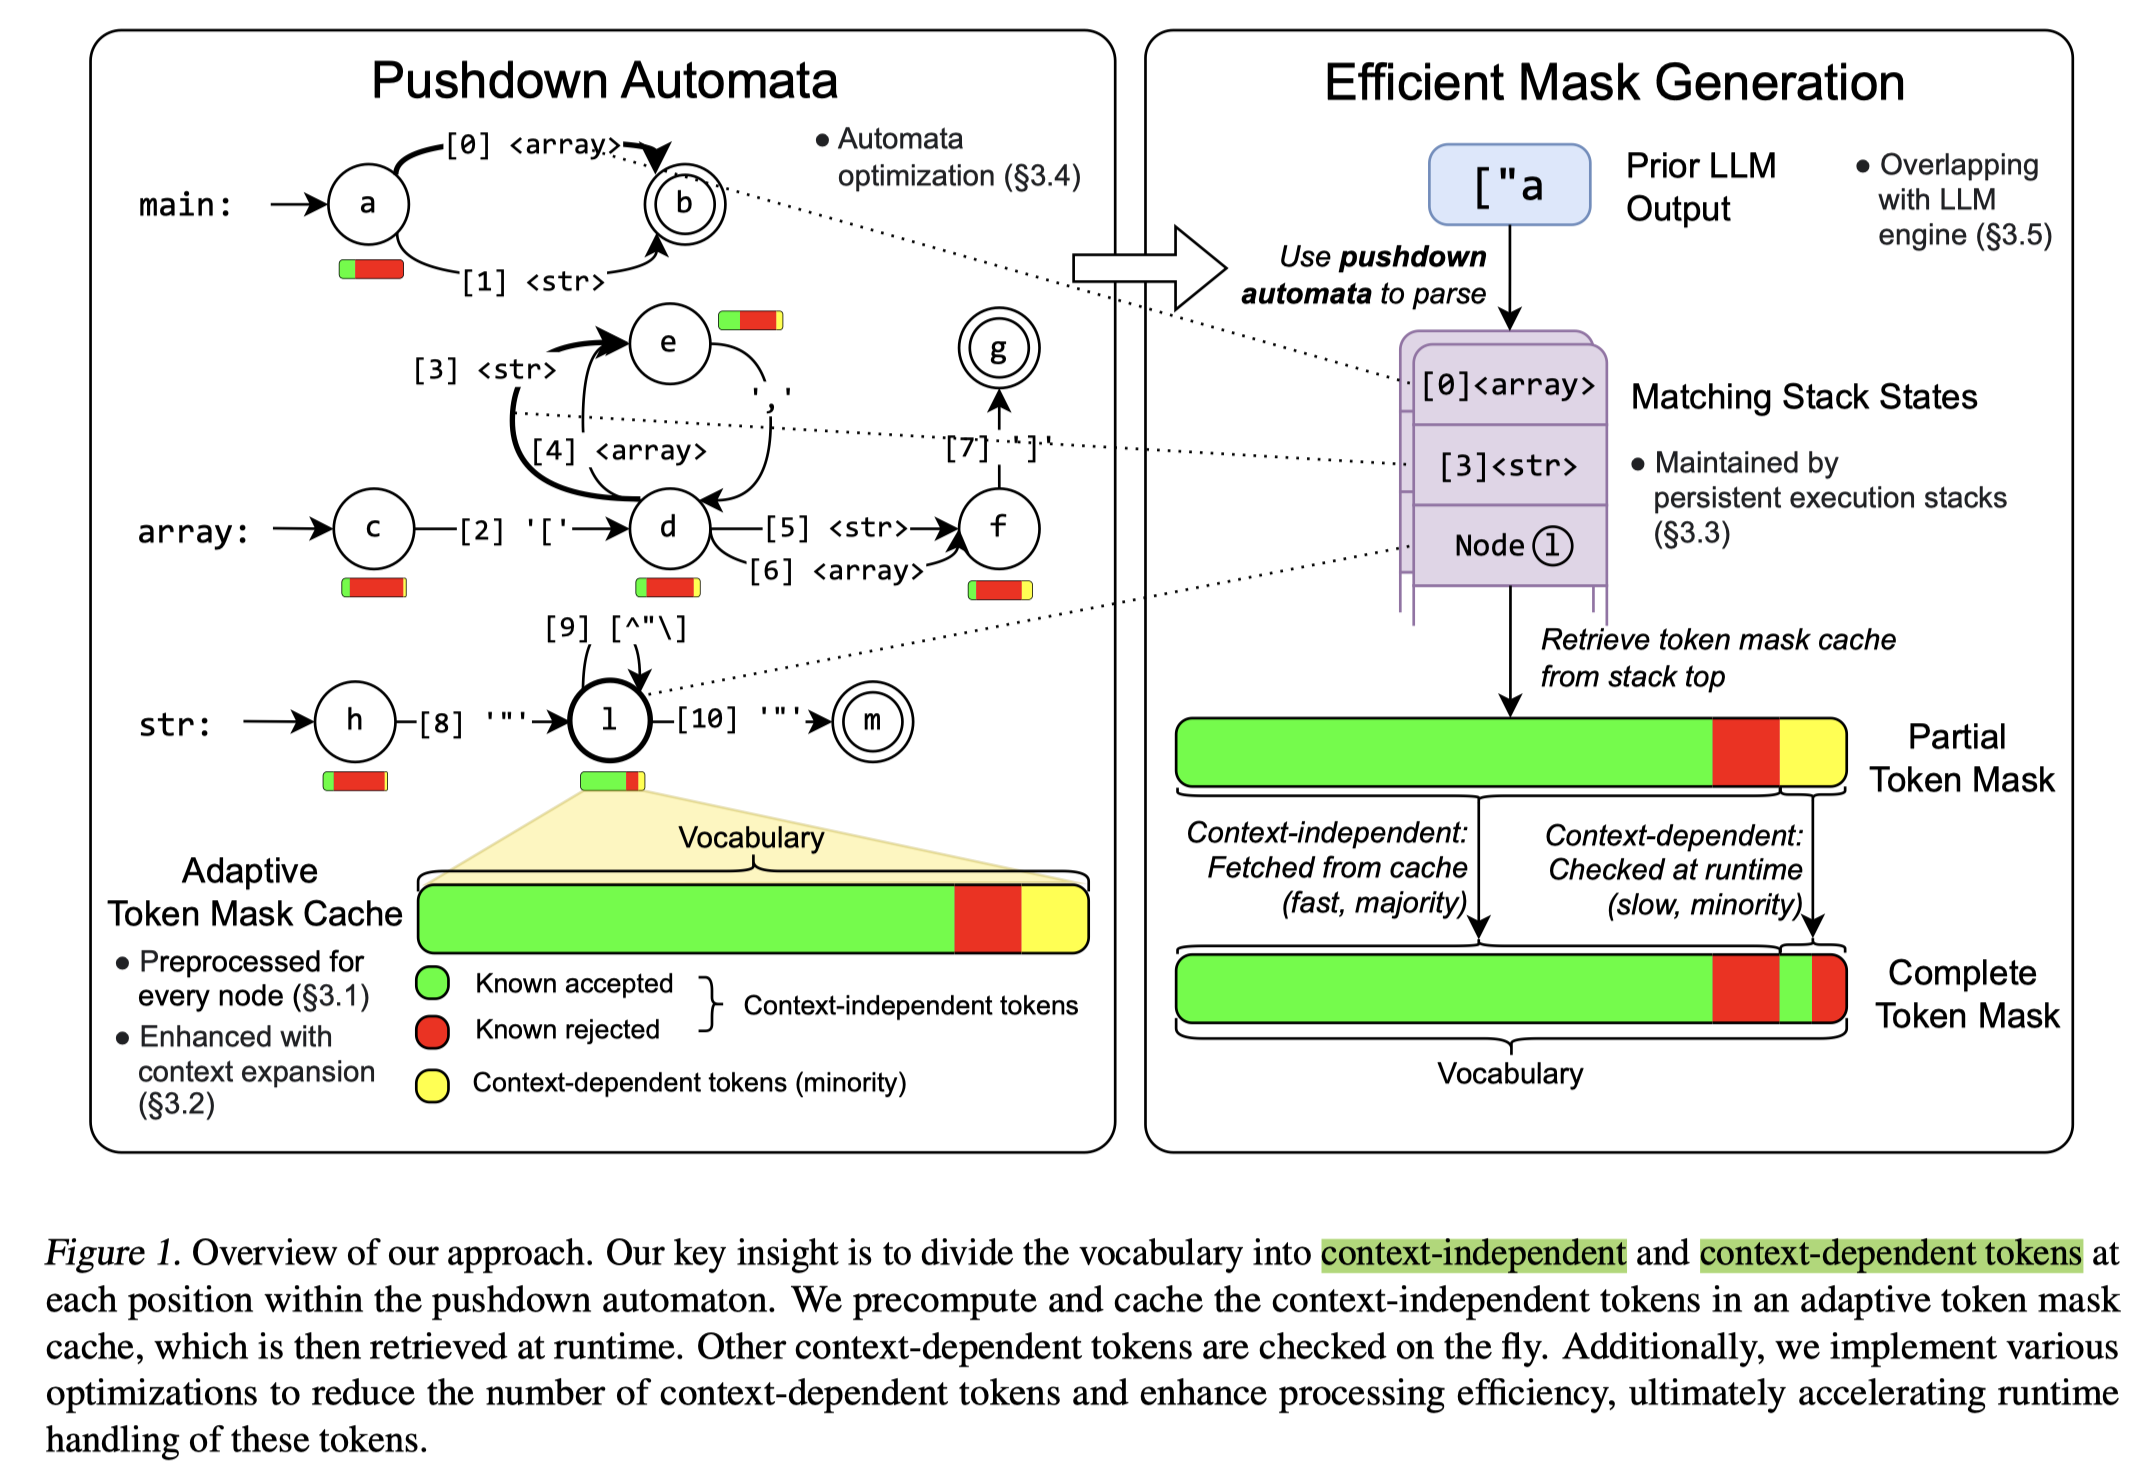 Pushdown Automata
• Automata
optimization (§3.4)
main:
a
[0] <array>
b
[1] <str>
e
[3] <str>
','
[4] <array>
g
[7] ']'
array:
c
[2] '['
d
[5] <str>
f
[6] <array>
[9] [^"\]
str:
h
[8] '"'
l
[10] '"'
m
Vocabulary
Adaptive
Token Mask Cache
• Preprocessed for
every node (§3.1)
• Enhanced with
context expansion
(§3.2)
Known accepted
Known rejected
Context-independent tokens
Context-dependent tokens (minority)
Efficient Mask Generation
["a
Prior LLM
Output
• Overlapping
with LLM
engine (§3.5)
Use pushdown
automata to parse
[0]<array>
[3]<str>
Node l
Matching Stack States
• Maintained by
persistent execution stacks
(§3.3)
Retrieve token mask cache
from stack top
Partial
Token Mask
Context-independent:
Fetched from cache
(fast, majority)
Context-dependent:
Checked at runtime
(slow, minority)
Complete
Token Mask
Vocabulary
Figure 1. Overview of our approach. Our key insight is to divide the vocabulary into context-independent and context-dependent tokens at
each position within the pushdown automaton. We precompute and cache the context-independent tokens in an adaptive token mask
cache, which is then retrieved at runtime. Other context-dependent tokens are checked on the fly. Additionally, we implement various
optimizations to reduce the number of context-dependent tokens and enhance processing efficiency, ultimately accelerating runtime
handling of these tokens.